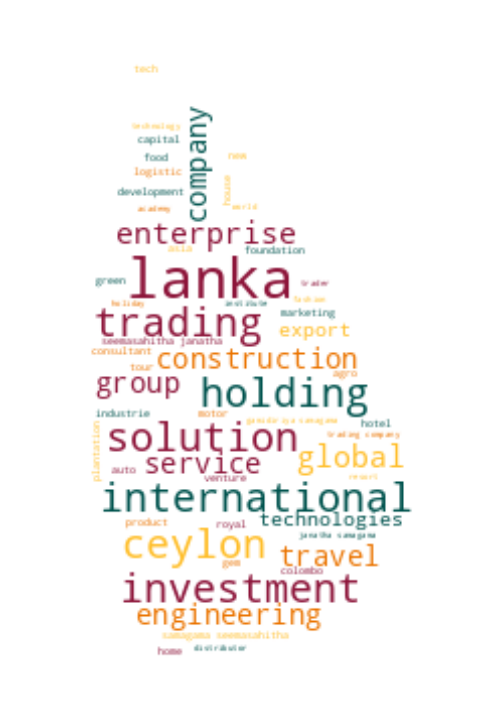 tech
company
technology
capital
food
new
logistic
development
house
academy
world
enterprise
asia
foundation
lanka
green
trader
holiday
institute
fashion
trading
marketing
export
seemasahitha janatha
consultant
construction
tour
agro
group
holding
industrie
motor
hotel
plantation
solution
trading company
service
global
auto
venture
resort
international
technologies
product
royal
janatha samagama
ceylon
travel
gem
colombo
investment
engineering
samagama seemasahitha
home
distributor